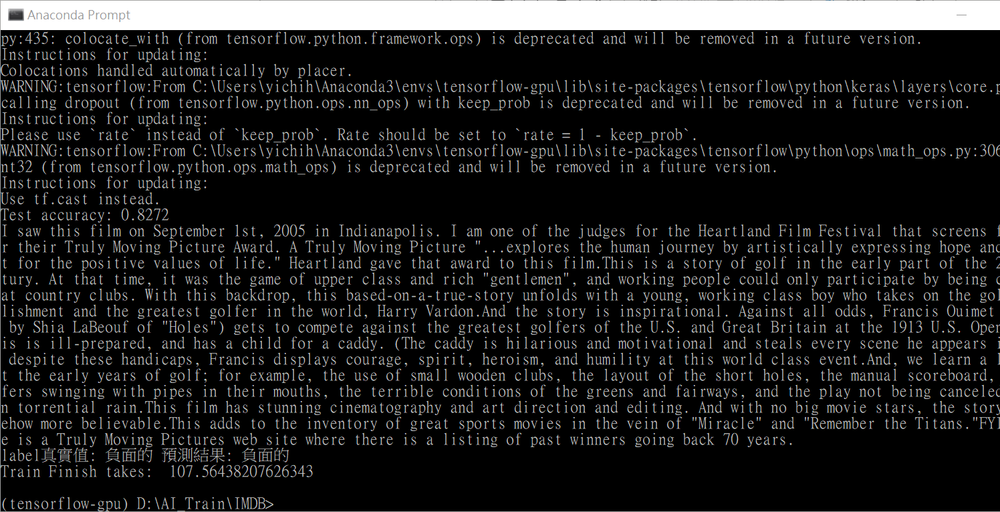 Anaconda Prompt
py:435: colocate_with (from tensorflow.python.framework.ops) is deprecated and will be removed in a future version.
Instructions for updating:
Colocations handled automatically by placer.
WARNING:tensorflow:From C:\Users\yichih\Anaconda3\envs\tensorflow-gpu\lib\site-packages\tensorflow\python\keras\layers\core.p
calling dropout (from tensorflow.python.ops.nn_ops) with keep_prob is deprecated and will be removed in a future version.
Instructions for updating:
Please use `rate` instead of `keep_prob`. Rate should be set to `rate = 1 - keep_prob`.
WARNING:tensorflow:From C:\Users\yichih\Anaconda3\envs\tensorflow-gpu\lib\site-packages\tensorflow\python\ops\math_ops.py:306
nt32 (from tensorflow.python.ops.math_ops) is deprecated and will be removed in a future version.
Instructions for updating:
Use tf.cast instead.
Test accuracy: 0.8272
I saw this film on September 1st, 2005 in Indianapolis. I am one of the judges for the Heartland Film Festival that screens f
r their Truly Moving Picture Award. A Truly Moving Picture "...explores the human journey by artistically expressing hope and
t for the positive values of life." Heartland gave that award to this film.This is a story of golf in the early part of the 2
tury. At that time, it was the game of upper class and rich "gentlemen", and working people could only participate by being c
at country clubs. With this backdrop, this based-on-a-true-story unfolds with a young, working class boy who takes on the gol
lishment and the greatest golfer in the world, Harry Vardon.And the story is inspirational. Against all odds, Francis Ouimet
by Shia LaBeouf of "Holes") gets to compete against the greatest golfers of the U.S. and Great Britain at the 1913 U.S. Open
is is ill-prepared, and has a child for a caddy. (The caddy is hilarious and motivational and steals every scene he appears i
despite these handicaps, Francis displays courage, spirit, heroism, and humility at this world class event.And, we learn a l
t the early years of golf; for example, the use of small wooden clubs, the layout of the short holes, the manual scoreboard,
fers swinging with pipes in their mouths, the terrible conditions of the greens and fairways, and the play not being canceled
n torrential rain.This film has stunning cinematography and art direction and editing. And with no big movie stars, the story
ehow more believable.This adds to the inventory of great sports movies in the vein of "Miracle" and "Remember the Titans."FYI
e is a Truly Moving Pictures web site where there is a listing of past winners going back 70 years.
label真實值: 負面的 預測結果: 負面的
Train Finish takes:  107.56438207626343
(tensorflow-gpu) D:\AI_Train\IMDB>